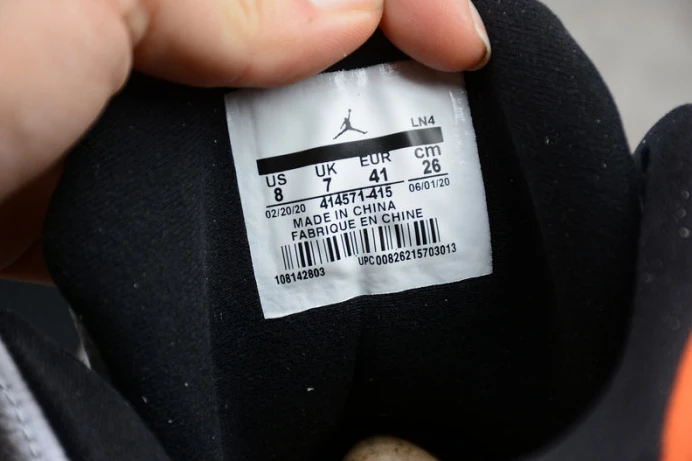 LN4
US UK EUR cm
8 7 41 26
02/20/20 414571-415 06/01/20
MADE IN CHINA
FABRIQUE EN CHINE
108142803 UPC00826215703013